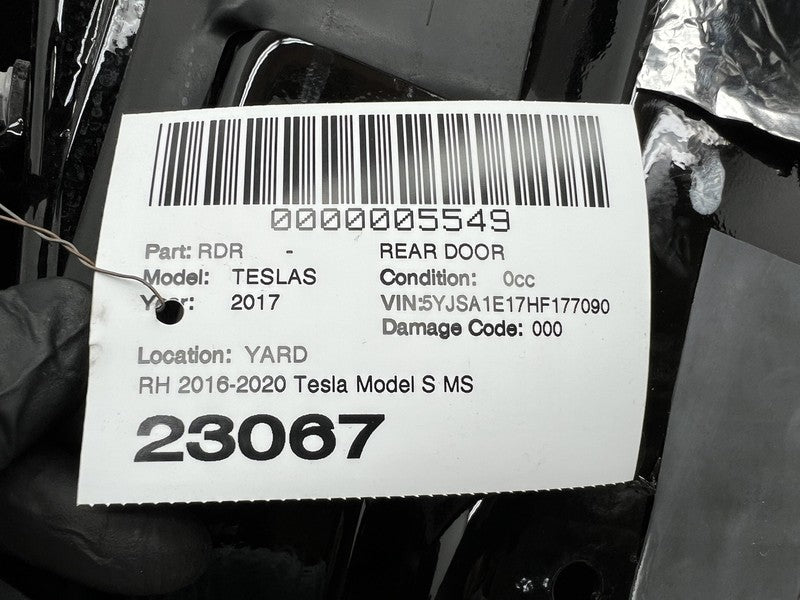 0000005549
Part: RDR - REAR DOOR
Model: TESLAS Condition: 0cc
Year: 2017 VIN:5YJSA1E17HF177090
Damage Code: 000
Location: YARD
RH 2016-2020 Tesla Model S MS
23067